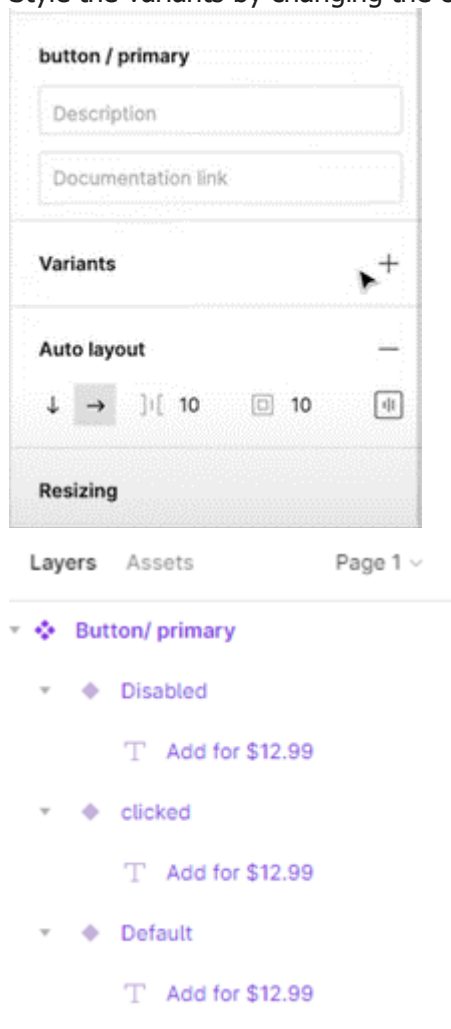 button / primary
Description
Documentation link
Variants
Auto layout
10 10
Resizing
Layers Assets Page 1
Button/ primary
Disabled
Add for $12.99
clicked
Add for $12.99
Default
Add for $12.99